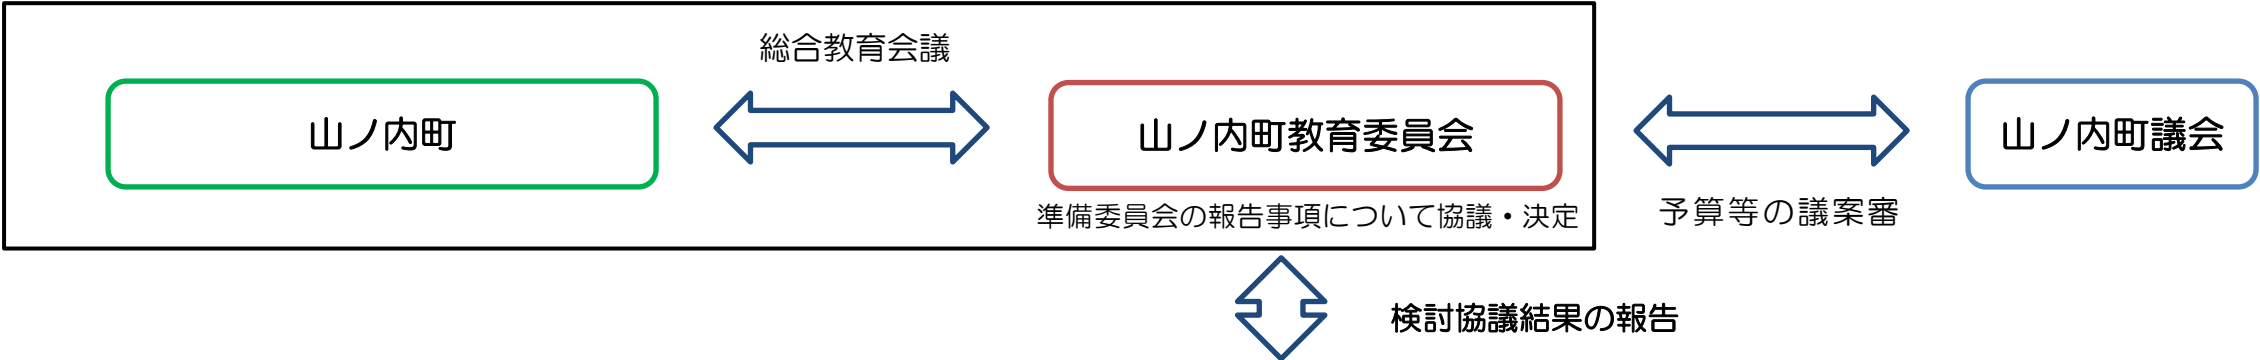 総合教育会議
山ノ内町
山ノ内町教育委員会
山ノ内町議会
準備委員会の報告事項について協議・決定
予算等の議案審
検討協議結果の報告